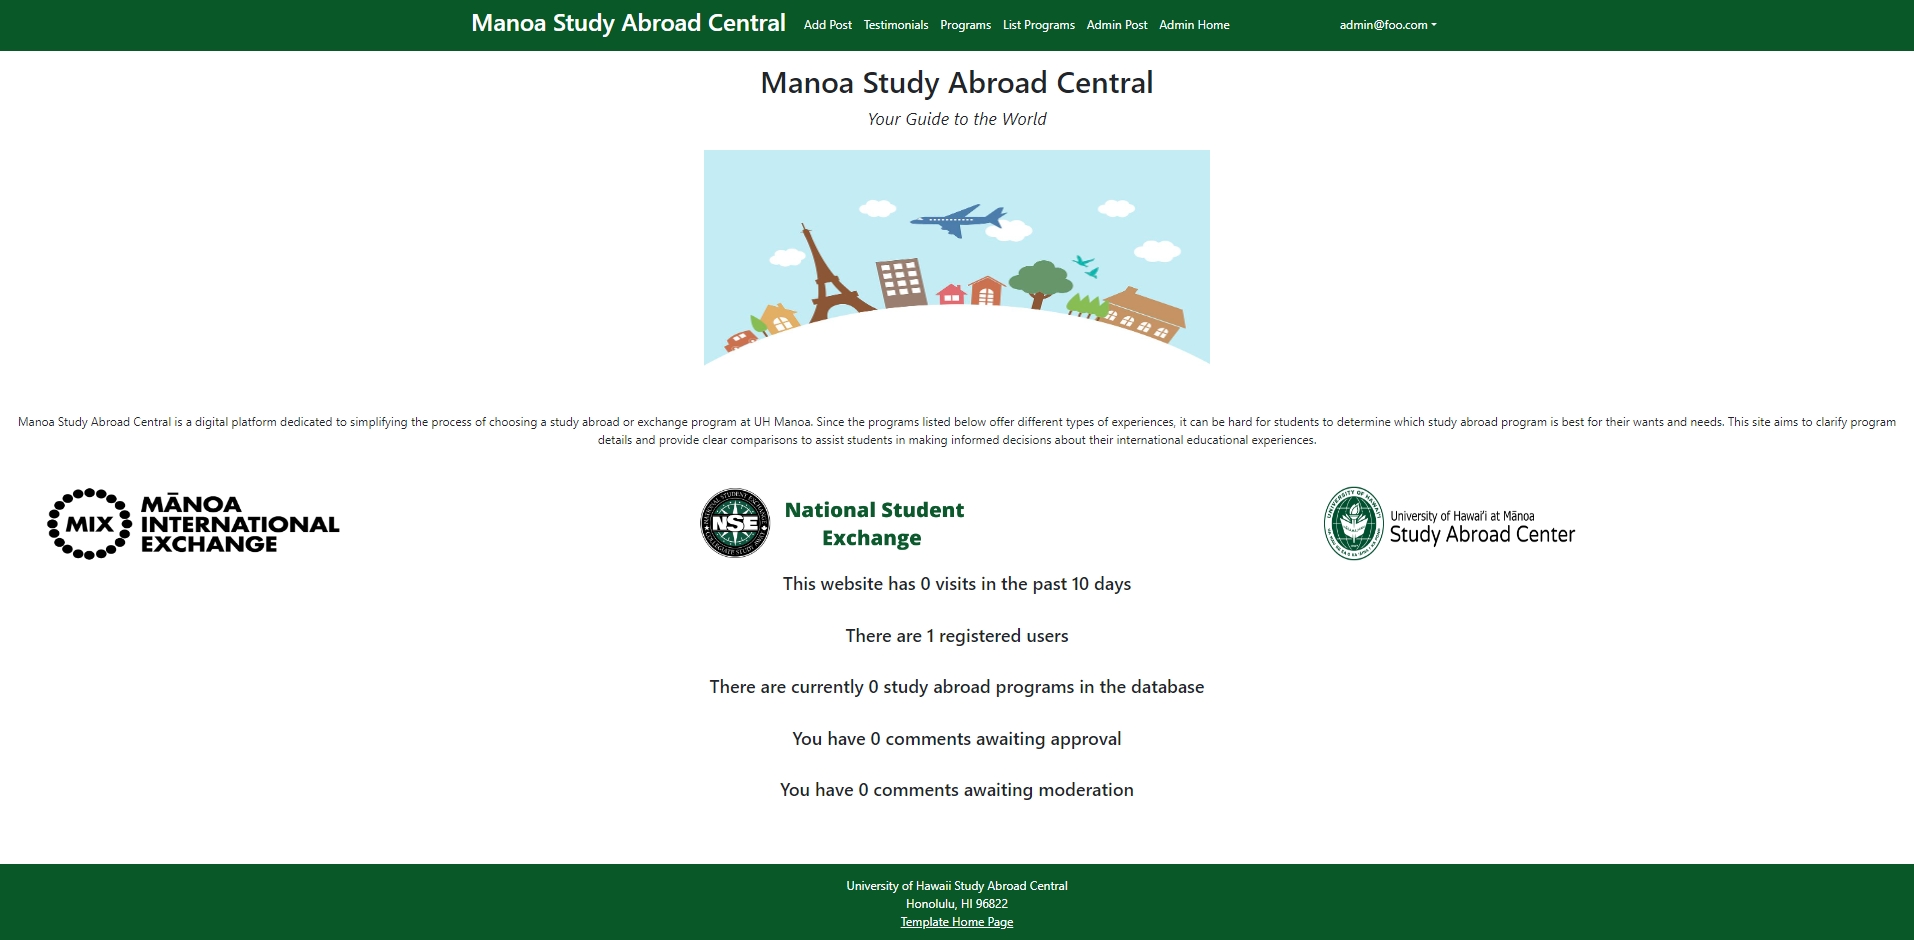 Manoa Study Abroad Central Add Post Testimonials Programs List Programs Admin Post Admin Home admin@foo.com
Manoa Study Abroad Central
Your Guide to the World
Manoa Study Abroad Central is a digital platform dedicated to simplifying the process of choosing a study abroad or exchange program at UH Manoa. Since the programs listed below offer different types of experiences, it can be hard for students to determine which study abroad program is best for their wants and needs. This site aims to clarify program
details and provide clear comparisons to assist students in making informed decisions about their international educational experiences.
MIX
MĀNOA
INTERNATIONAL
EXCHANGE
NATIONAL STUDENT EXCHANGE
NSE
National Student
Exchange
UNIVERSITY OF HAWAI'I
University of Hawai'i at Mānoa
Study Abroad Center
This website has 0 visits in the past 10 days
There are 1 registered users
There are currently 0 study abroad programs in the database
You have 0 comments awaiting approval
You have 0 comments awaiting moderation
University of Hawaii Study Abroad Central
Honolulu, HI 96822
Template Home Page